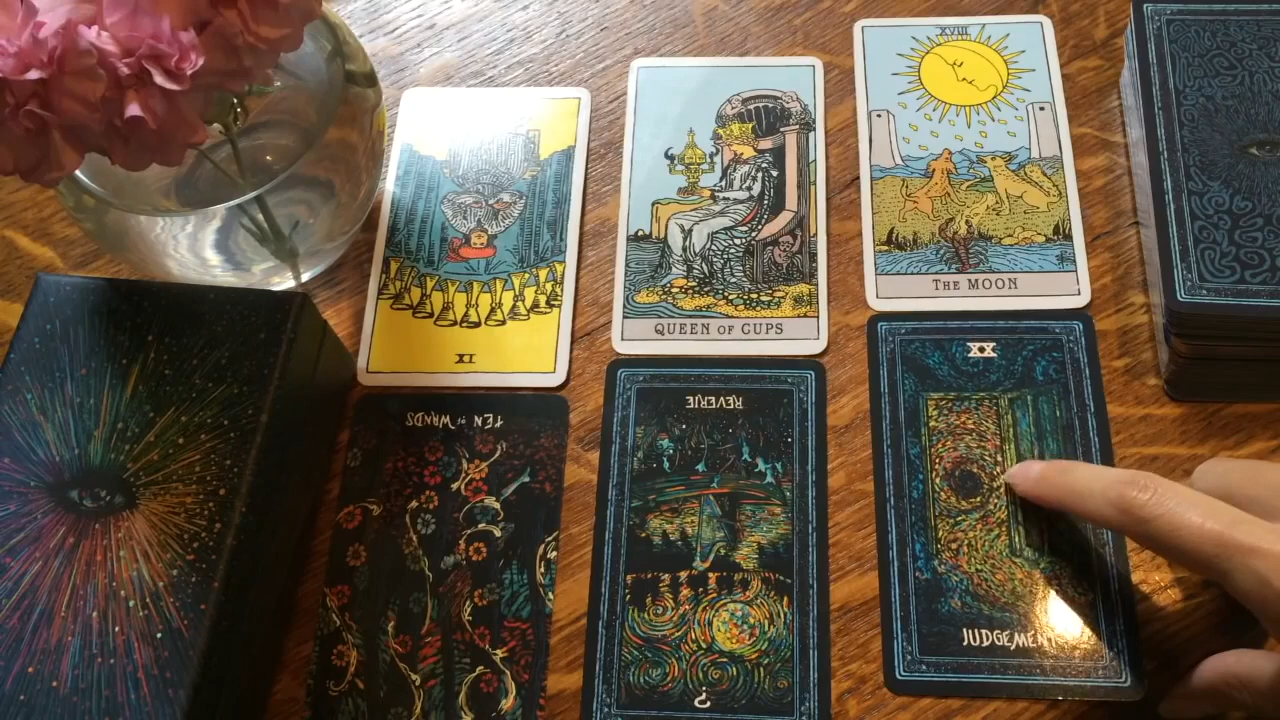 XVIII
THE MOON
QUEEN OF CUPS
IX
TEN OF WANDS
REVERIE
?
XX
JUDGEMENT